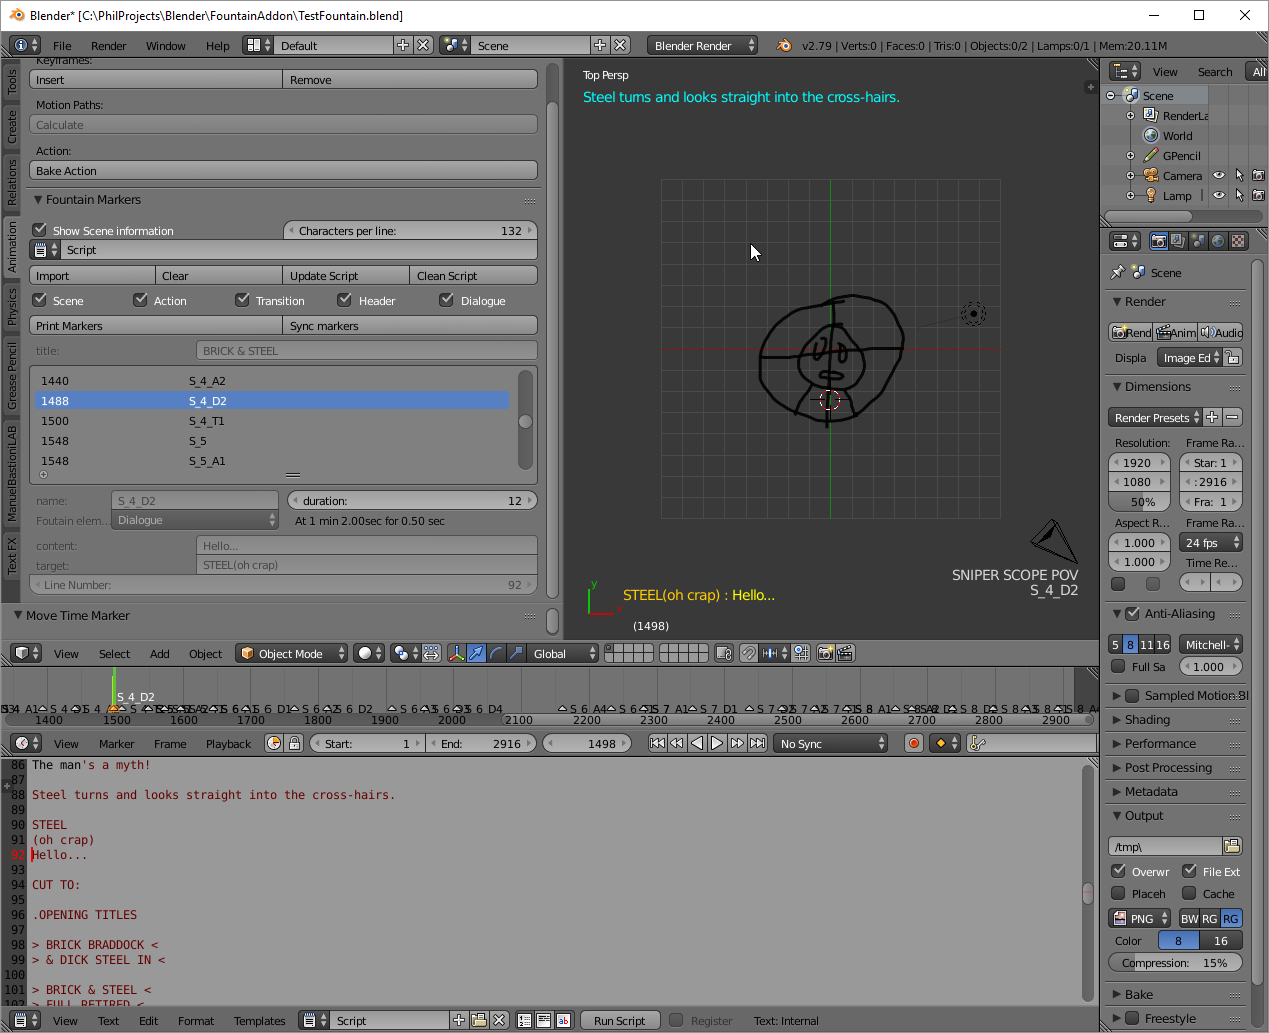 Blender* [C:\PhilProjects\Blender\FountainAddon\TestFountain.blend]
File Render Window Help Default Scene Blender Render v2.79 | Verts:0 | Faces:0 | Tris:0 | Objects:0/2 | Lamps:0/1 | Mem:20.11M
Tools
Create
Relations
Animation
Physics
Grease Pencil
ManuelBastioniLAB
Text FX
Keyframes:
Insert Remove
Motion Paths:
Calculate
Action:
Bake Action
Fountain Markers
Show Scene information Characters per line: 132
Script
Import Clear Update Script Clean Script
Scene Action Transition Header Dialogue
Print Markers Sync markers
title: BRICK & STEEL
1440 S_4_A2
1488 S_4_D2
1500 S_4_T1
1548 S_5
1548 S_5_A1
name: S_4_D2 duration: 12
Foutain elem... Dialogue At 1 min 2.00sec for 0.50 sec
content: Hello...
target: STEEL(oh crap)
Line Number: 92
Move Time Marker
Top Persp
Steel turns and looks straight into the cross-hairs.
SNIPER SCOPE POV
S_4_D2
y
x
STEEL(oh crap) : Hello...
(1498)
View Select Add Object Object Mode Global
S_4_D2
1400 1500 1600 1700 1800 1900 2000 2100 2200 2300 2400 2500 2600 2700 2800 2900
View Marker Frame Playback Start: 1 End: 2916 1498 No Sync
86 The man's a myth!
87
88 Steel turns and looks straight into the cross-hairs.
89
90 STEEL
91 (oh crap)
92 Hello...
93
94 CUT TO:
95
96 .OPENING TITLES
97
98 > BRICK BRADDOCK <
99 > & DICK STEEL IN <
100
101 > BRICK & STEEL <
102 > FULL RETIRED <
View Text Edit Format Templates Script Run Script Register Text: Internal
View Search All
Scene
RenderLa
World
GPencil
Camera
Lamp
Scene
Render
Rend Anim Audio
Displa Image Ed
Dimensions
Render Presets
Resolution: Frame Ra...
1920 Star: 1
1080 : 2916
50% Fra: 1
Aspect R... Frame Ra...
1.000 24 fps
1.000 Time Re...
Anti-Aliasing
5 8 11 16 Mitchell-
Full Sa 1.000
Sampled Motion Bl
Shading
Performance
Post Processing
Metadata
Output
/tmp\
Overwr File Ext
Placeh Cache
PNG BW RG RG
Color 8 16
Compression: 15%
Bake
Freestyle